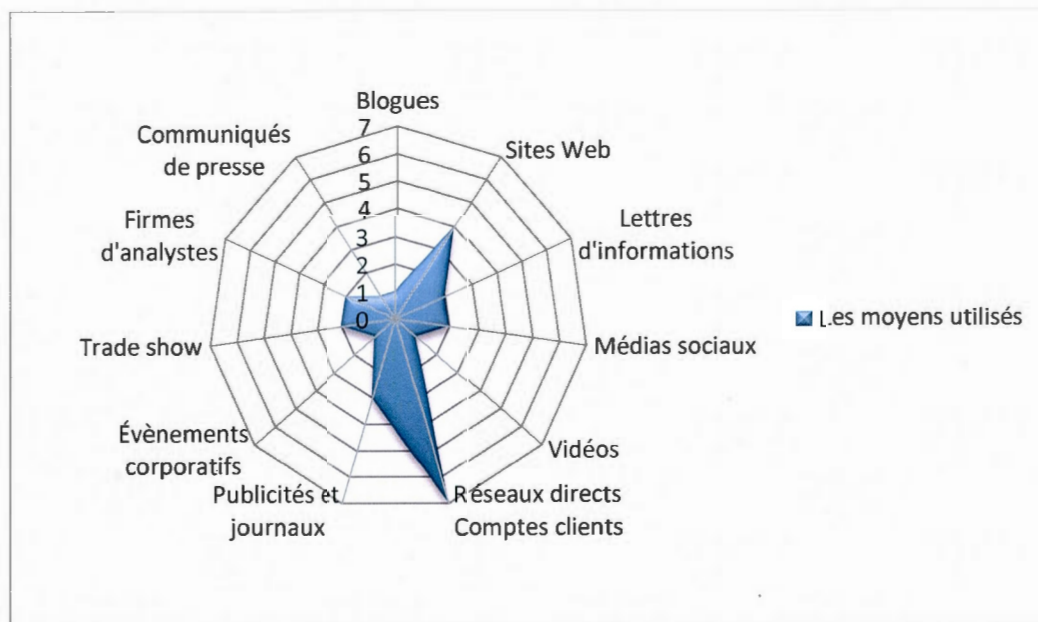 Blogues
7
6
5
4
3
2
1
0
Sites Web
Lettres
d'informations
Médias sociaux
Vidéos
Réseaux directs
Comptes clients
Publicités et
journaux
Évènements
corporatifs
Trade show
Firmes
d'analystes
Communiqués
de presse
Les moyens utilisés